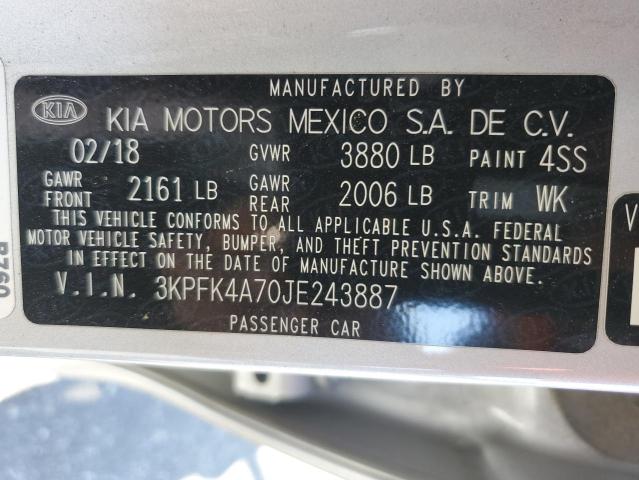 MANUFACTURED BY
KIA KIA MOTORS MEXICO S.A. DE C.V.
02/18 GVWR 3880 LB PAINT 4SS
GAWR FRONT 2161 LB GAWR REAR 2006 LB TRIM WK
THIS VEHICLE CONFORMS TO ALL APPLICABLE U.S.A. FEDERAL
MOTOR VEHICLE SAFETY, BUMPER, AND THEFT PREVENTION STANDARDS
IN EFFECT ON THE DATE OF MANUFACTURE SHOWN ABOVE.
V.I.N. 3KPFK4A70JE243887
PASSENGER CAR